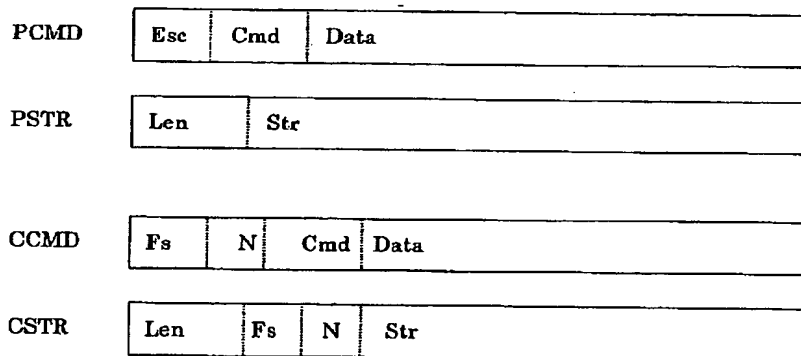 PCMD Esc Cmd Data
PSTR Len Str
CCMD Fs N Cmd Data
CSTR Len Fs N Str